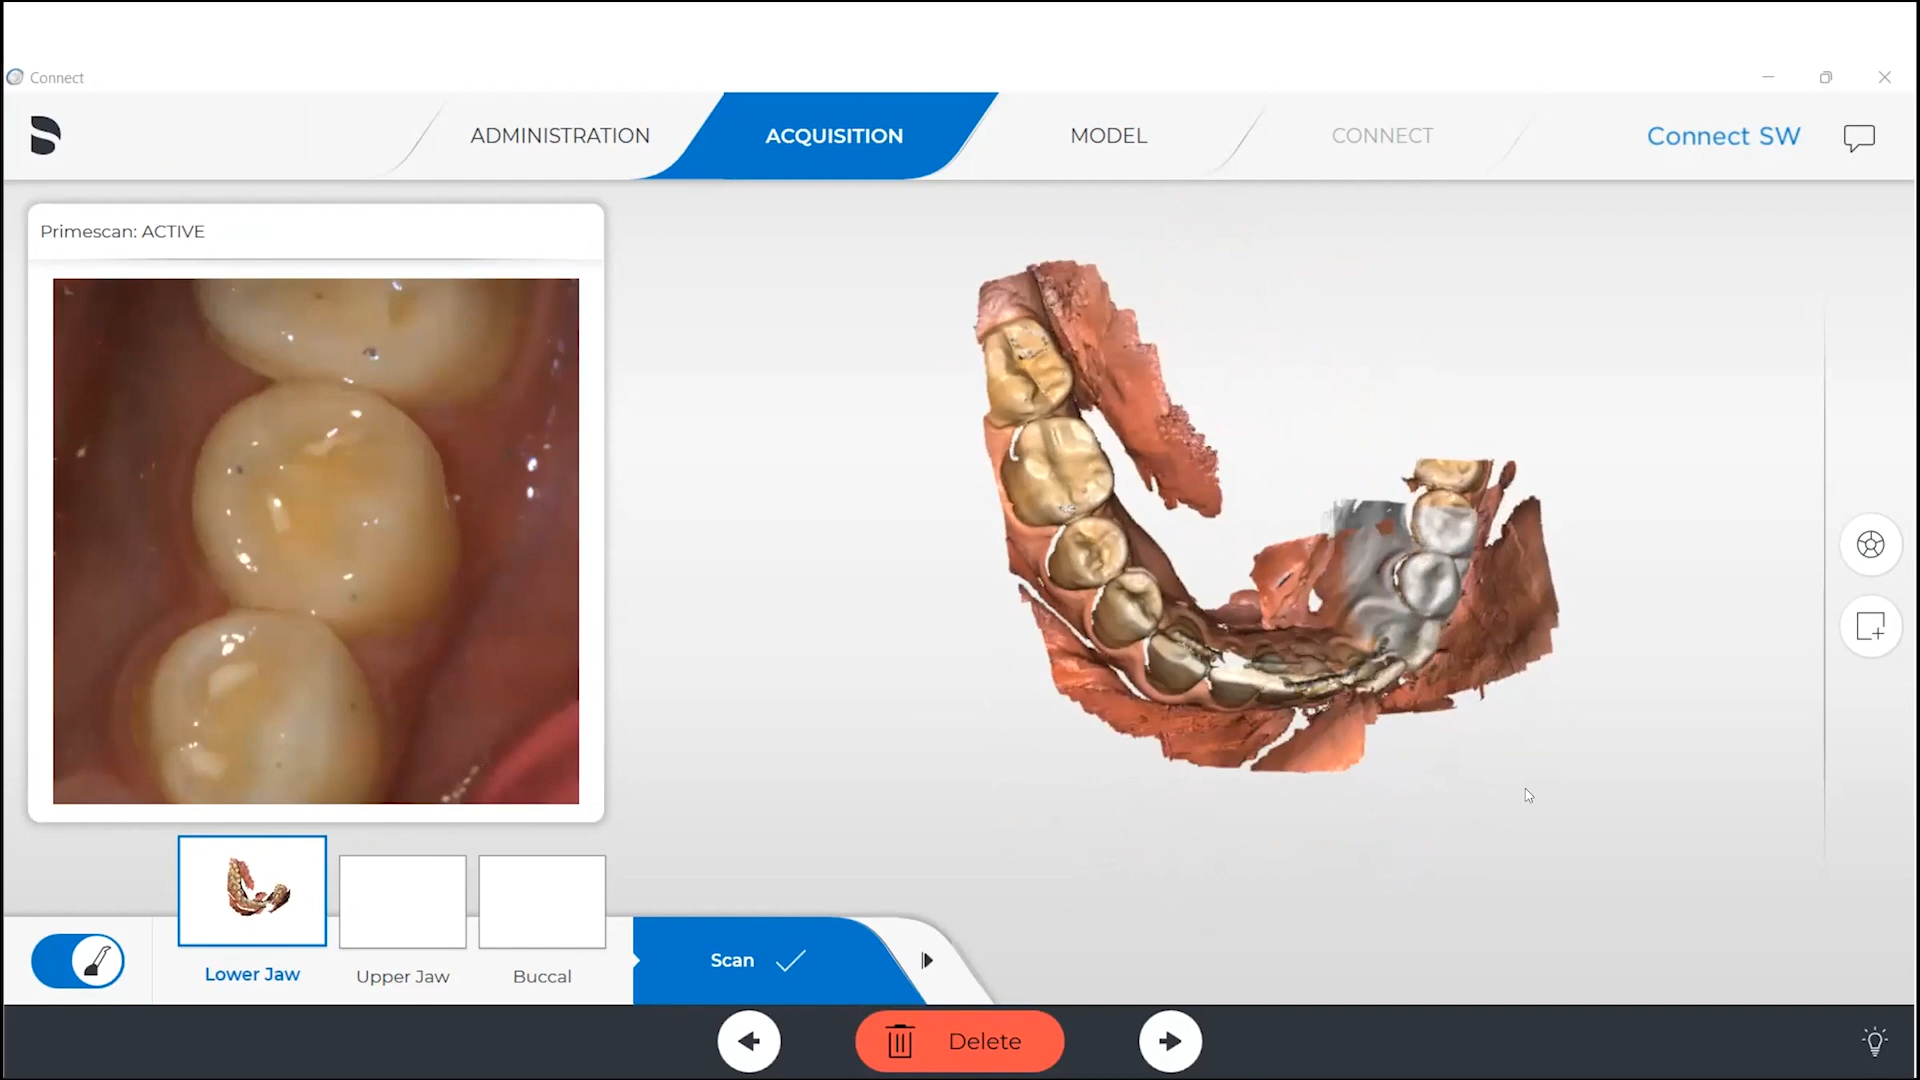 Connect
ADMINISTRATION
ACQUISITION
MODEL
CONNECT
Connect SW
Primescan: ACTIVE
Lower Jaw
Upper Jaw
Buccal
Scan
Delete